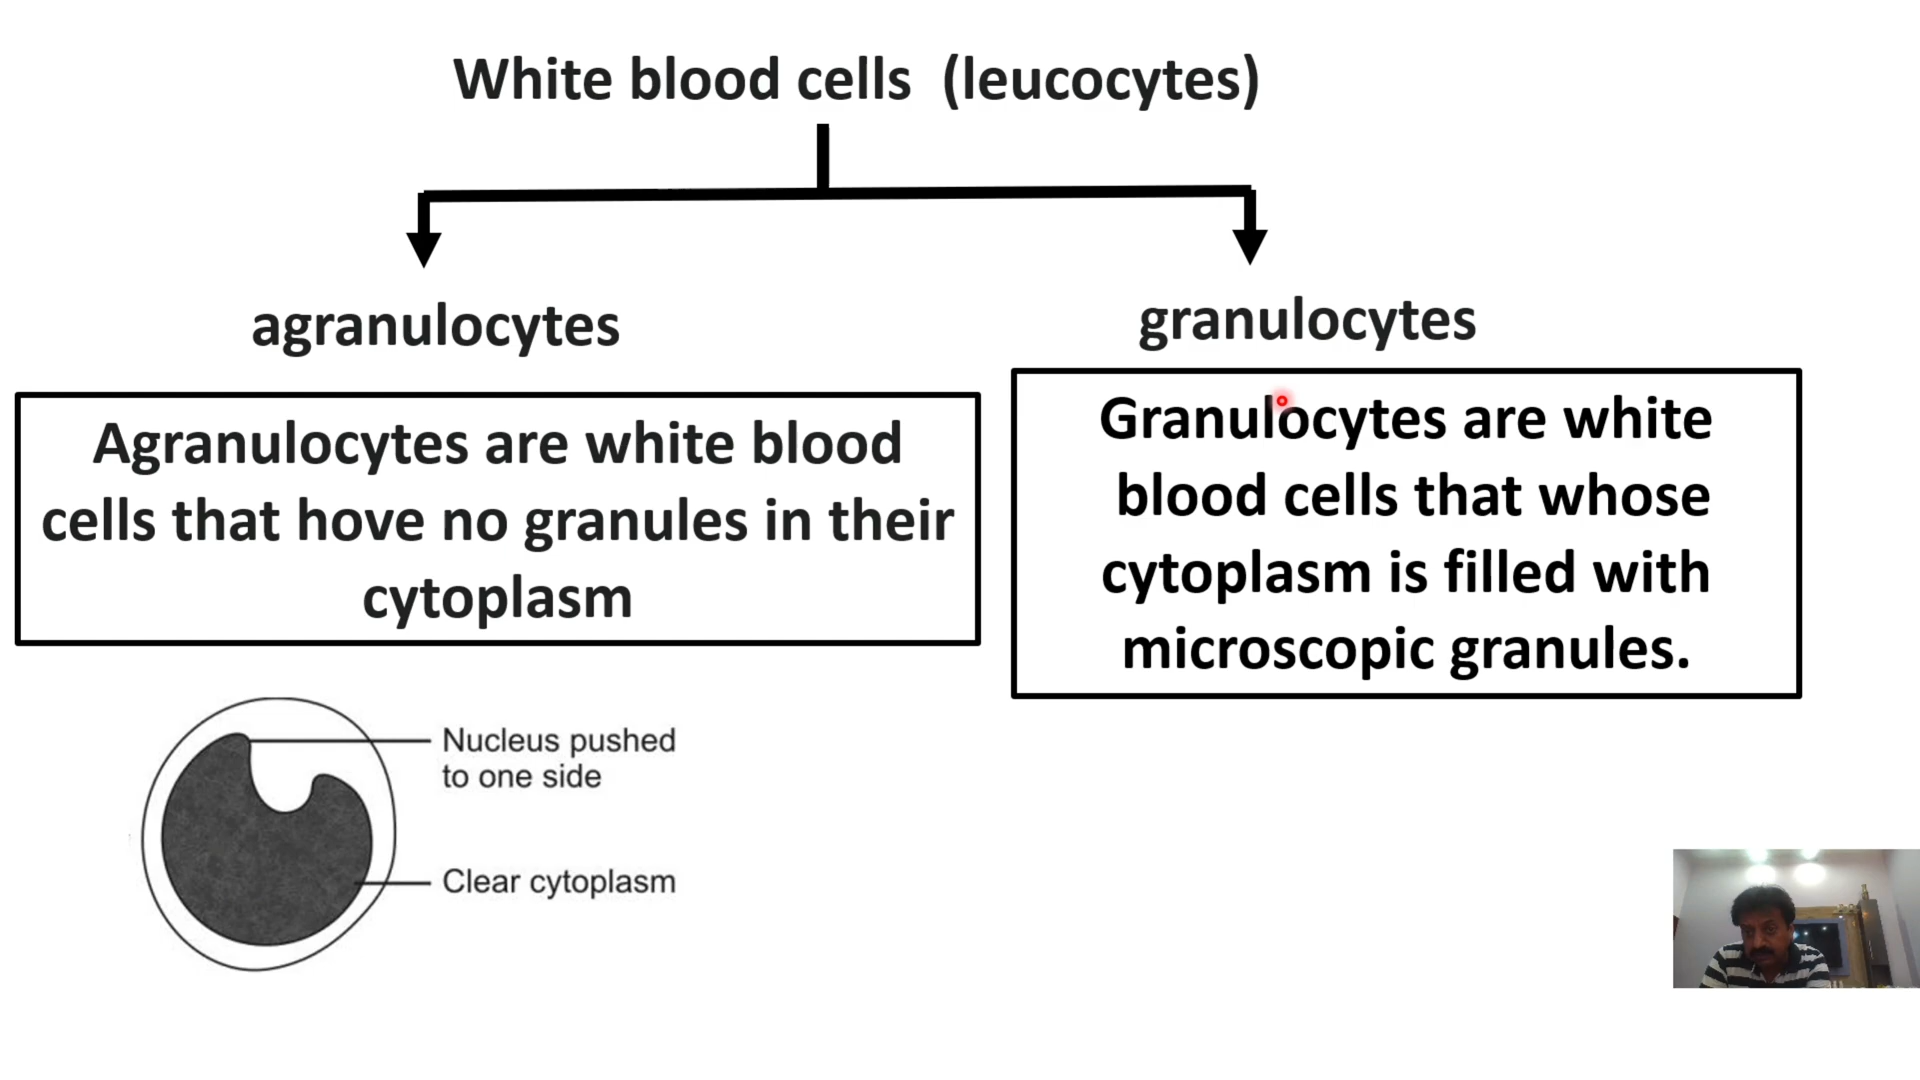 White blood cells (leucocytes)
agranulocytes
granulocytes
Agranulocytes are white blood
cells that hove no granules in their
cytoplasm
Granulocytes are white
blood cells that whose
cytoplasm is filled with
microscopic granules.
Nucleus pushed
to one side
Clear cytoplasm